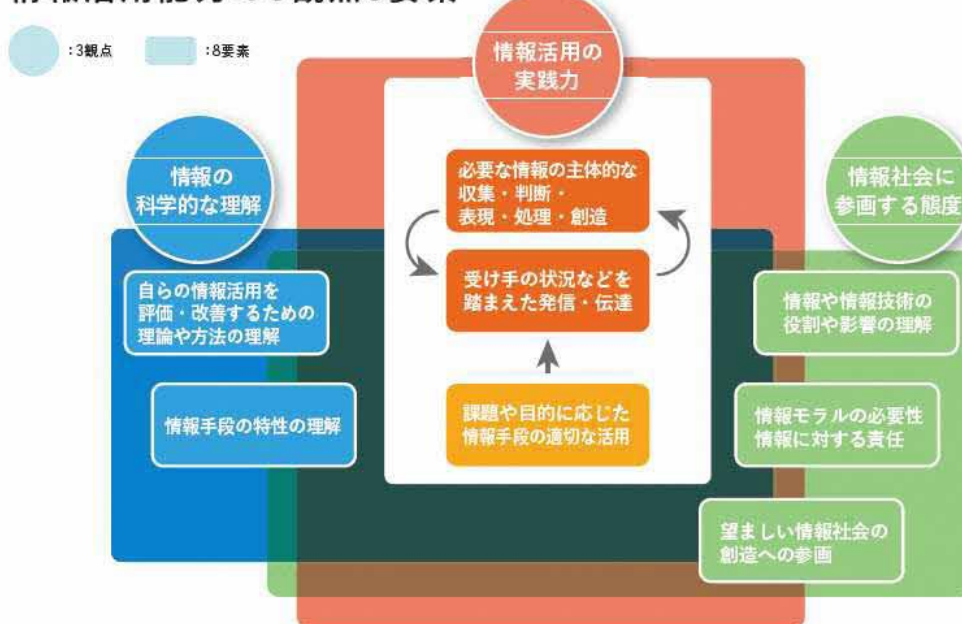 :3観点
:8要素
情報活用の
実践力
情報の
科学的な理解
情報社会に
参画する態度
必要な情報の主体的な
収集・判断・
表現・処理・創造
受け手の状況などを
踏まえた発信・伝達
課題や目的に応じた
情報手段の適切な活用
自らの情報活用を
評価・改善するための
理論や方法の理解
情報手段の特性の理解
情報や情報技術の
役割や影響の理解
情報モラルの必要性
情報に対する責任
望ましい情報社会の
創造への参画